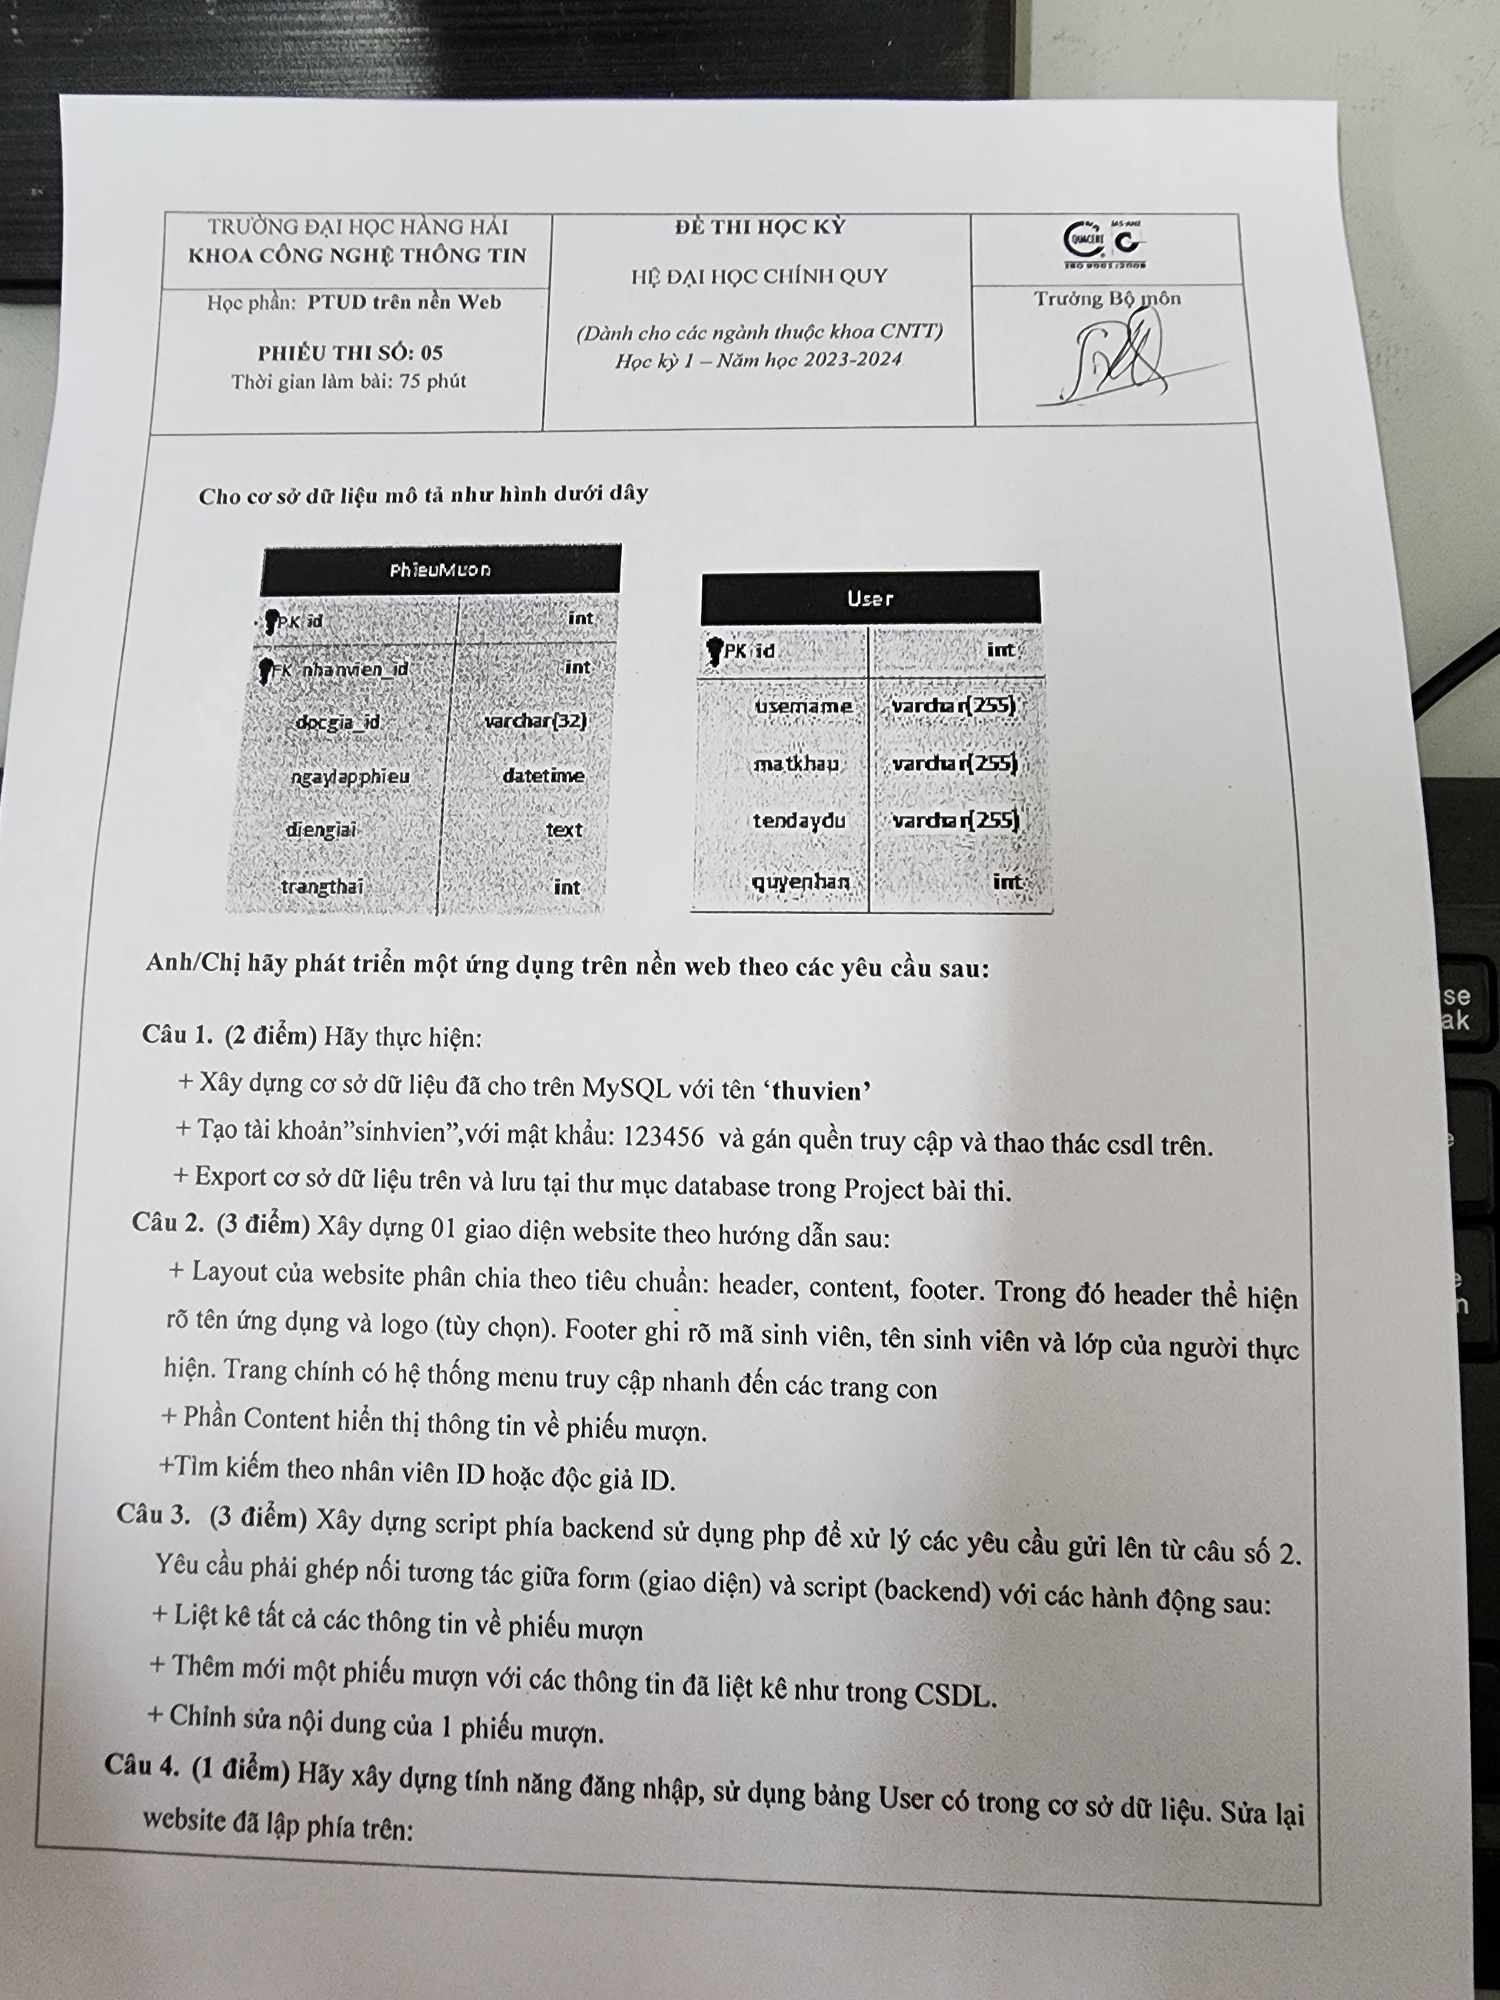 TRƯỜNG ĐẠI HỌC HÀNG HẢI
KHOA CÔNG NGHỆ THÔNG TIN
Học phần: PTUD trên nền Web
PHIẾU THI SỐ: 05
Thời gian làm bài: 75 phút
ĐỀ THI HỌC KỲ
HỆ ĐẠI HỌC CHÍNH QUY
(Dành cho các ngành thuộc khoa CNTT)
Học kỳ 1 – Năm học 2023-2024
QUACERT
ISO 9001:2008
Trưởng Bộ môn
Cho cơ sở dữ liệu mô tả như hình dưới dây
PhieuMuon
PK id int
FK nhanvien_id int
docgia_id varchar(32)
ngaylapphieu datetime
diengiai text
trangthai int
User
PK id int
username varchar(255)
matkhau varchar(255)
tendaydu varchar(255)
quyenhan int
Anh/Chị hãy phát triển một ứng dụng trên nền web theo các yêu cầu sau:
Câu 1. (2 điểm) Hãy thực hiện:
+ Xây dựng cơ sở dữ liệu đã cho trên MySQL với tên ‘thuvien’
+ Tạo tài khoản”sinhvien”,với mật khẩu: 123456 và gán quền truy cập và thao thác csdl trên.
+ Export cơ sở dữ liệu trên và lưu tại thư mục database trong Project bài thi.
Câu 2. (3 điểm) Xây dựng 01 giao diện website theo hướng dẫn sau:
+ Layout của website phân chia theo tiêu chuẩn: header, content, footer. Trong đó header thể hiện
rõ tên ứng dụng và logo (tùy chọn). Footer ghi rõ mã sinh viên, tên sinh viên và lớp của người thực
hiện. Trang chính có hệ thống menu truy cập nhanh đến các trang con
+ Phần Content hiển thị thông tin về phiếu mượn.
+Tìm kiếm theo nhân viên ID hoặc độc giả ID.
Câu 3. (3 điểm) Xây dựng script phía backend sử dụng php để xử lý các yêu cầu gửi lên từ câu số 2.
Yêu cầu phải ghép nối tương tác giữa form (giao diện) và script (backend) với các hành động sau:
+ Liệt kê tất cả các thông tin về phiếu mượn
+ Thêm mới một phiếu mượn với các thông tin đã liệt kê như trong CSDL.
+ Chỉnh sửa nội dung của 1 phiếu mượn.
Câu 4. (1 điểm) Hãy xây dựng tính năng đăng nhập, sử dụng bảng User có trong cơ sở dữ liệu. Sửa lại
website đã lập phía trên:
se
ak